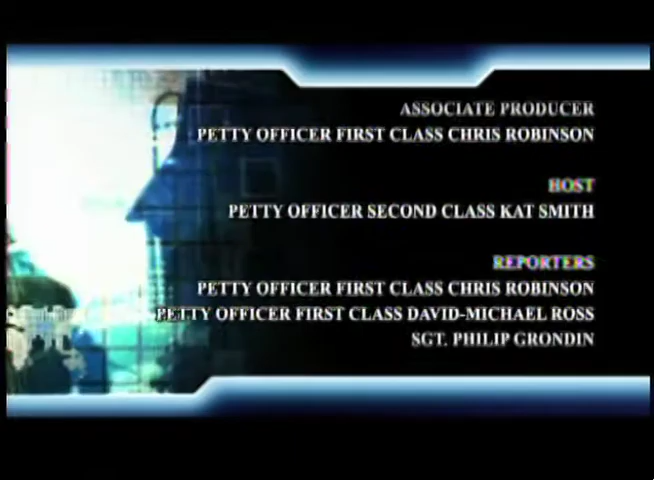 ASSOCIATE PRODUCER
PETTY OFFICER FIRST CLASS CHRIS ROBINSON
HOST
PETTY OFFICER SECOND CLASS KAT SMITH
REPORTERS
PETTY OFFICER FIRST CLASS CHRIS ROBINSON
PETTY OFFICER FIRST CLASS DAVID-MICHAEL ROSS
SGT. PHILIP GRONDIN